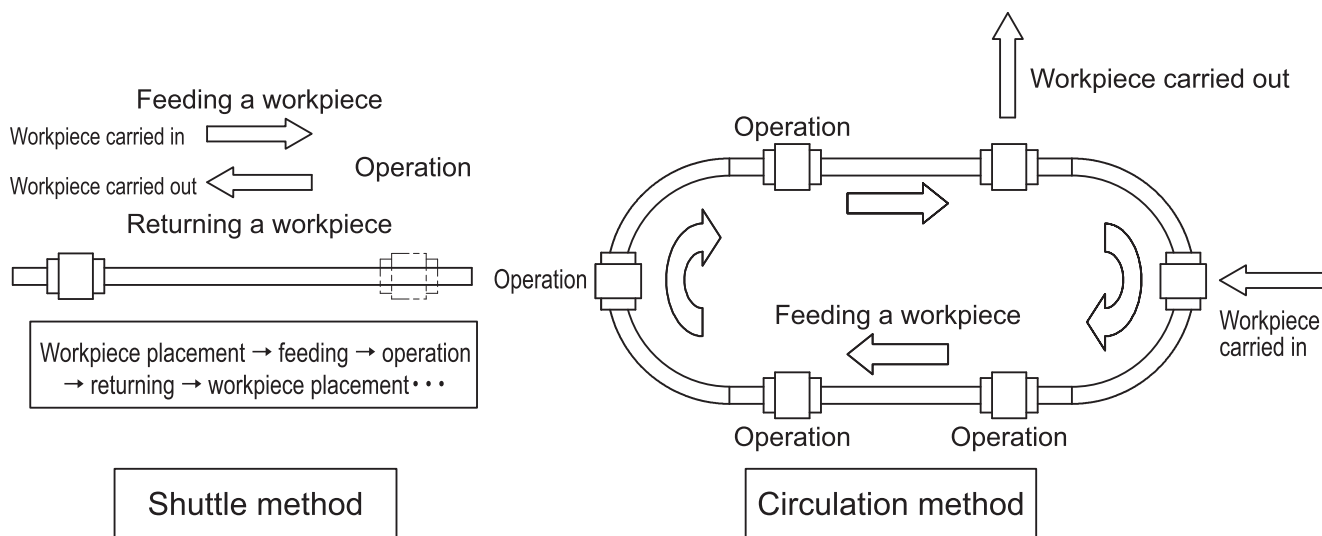 Feeding a workpiece
Workpiece carried in
Operation
Workpiece carried out
Returning a workpiece
Workpiece placement → feeding → operation
→ returning → workpiece placement・・・
Shuttle method
Workpiece carried out
Operation
Operation
Feeding a workpiece
Workpiece
carried in
Operation
Operation
Circulation method